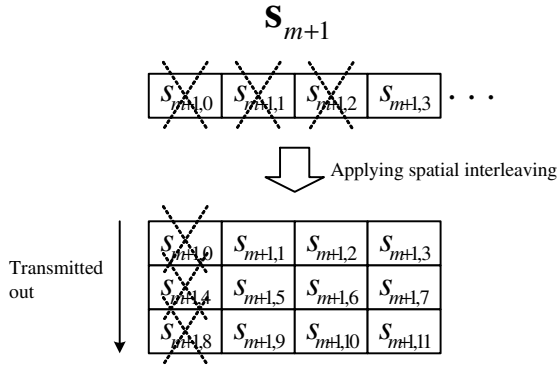 s_{m+1}
s_{m+1,0} s_{m+1,1} s_{m+1,2} s_{m+1,3} . . .
Applying spatial interleaving
s_{m+1,0} s_{m+1,1} s_{m+1,2} s_{m+1,3}
Transmitted
out
s_{m+1,4} s_{m+1,5} s_{m+1,6} s_{m+1,7}
s_{m+1,8} s_{m+1,9} s_{m+1,10} s_{m+1,11}